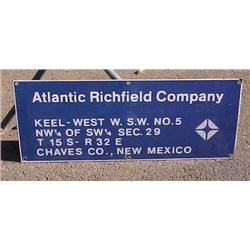 Atlantic Richfield Company
KEEL-WEST W. S.W. NO. 5
NW¼ OF SW¼ SEC. 29
T 15 S- R 32 E
CHAVES CO., NEW MEXICO